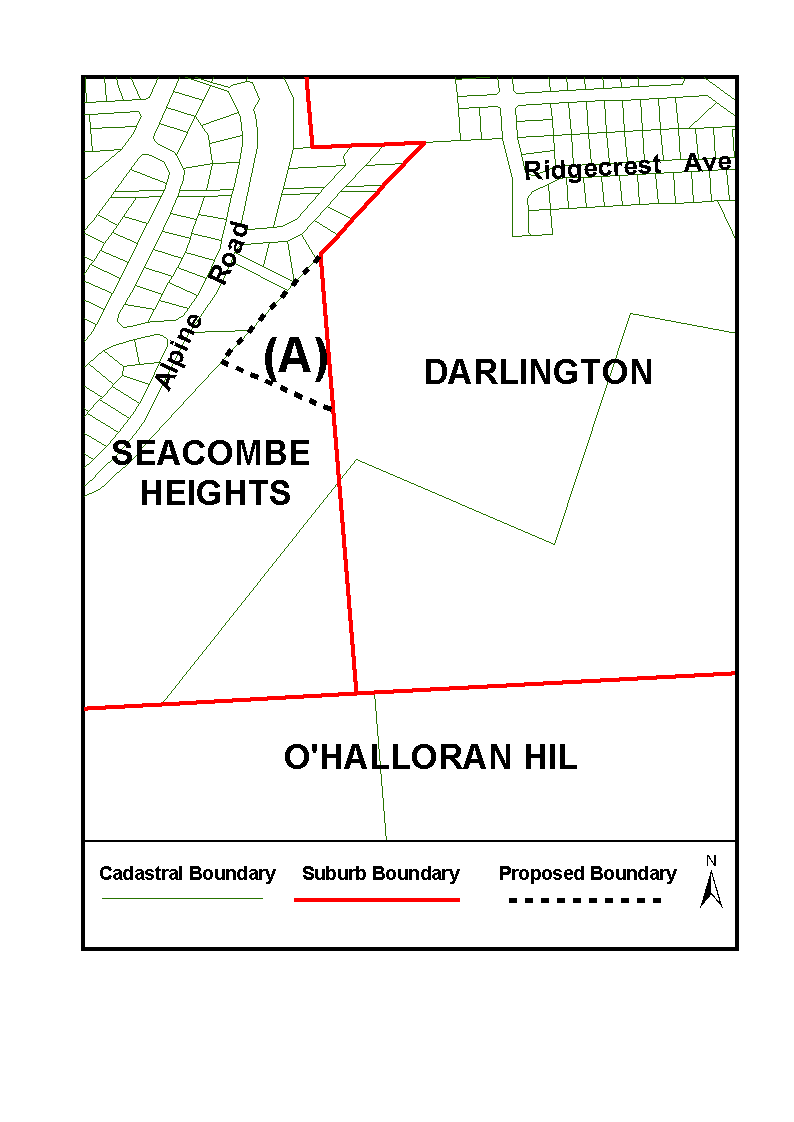 Ridgecrest Ave
Alpine Road
(A)
DARLINGTON
SEACOMBE
HEIGHTS
O'HALLORAN HIL
Cadastral Boundary
Suburb Boundary
Proposed Boundary
N